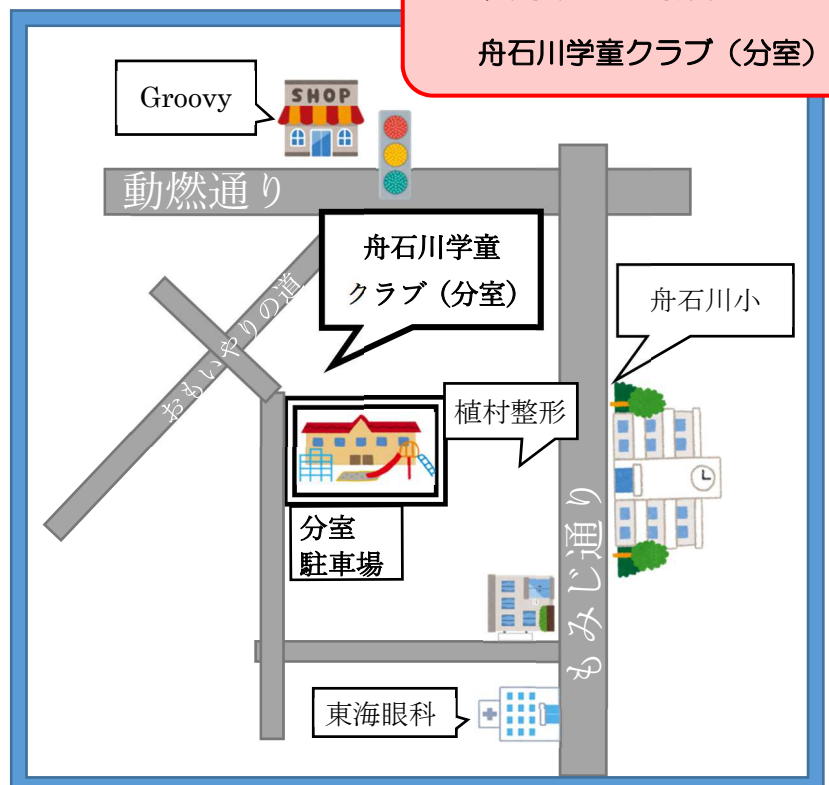 舟石川学童クラブ（分室）
Groovy
SHOP
動燃通り
舟石川学童
クラブ（分室）
舟石川小
おもいやりの道
植村整形
分室
駐車場
もみじ通り
東海眼科